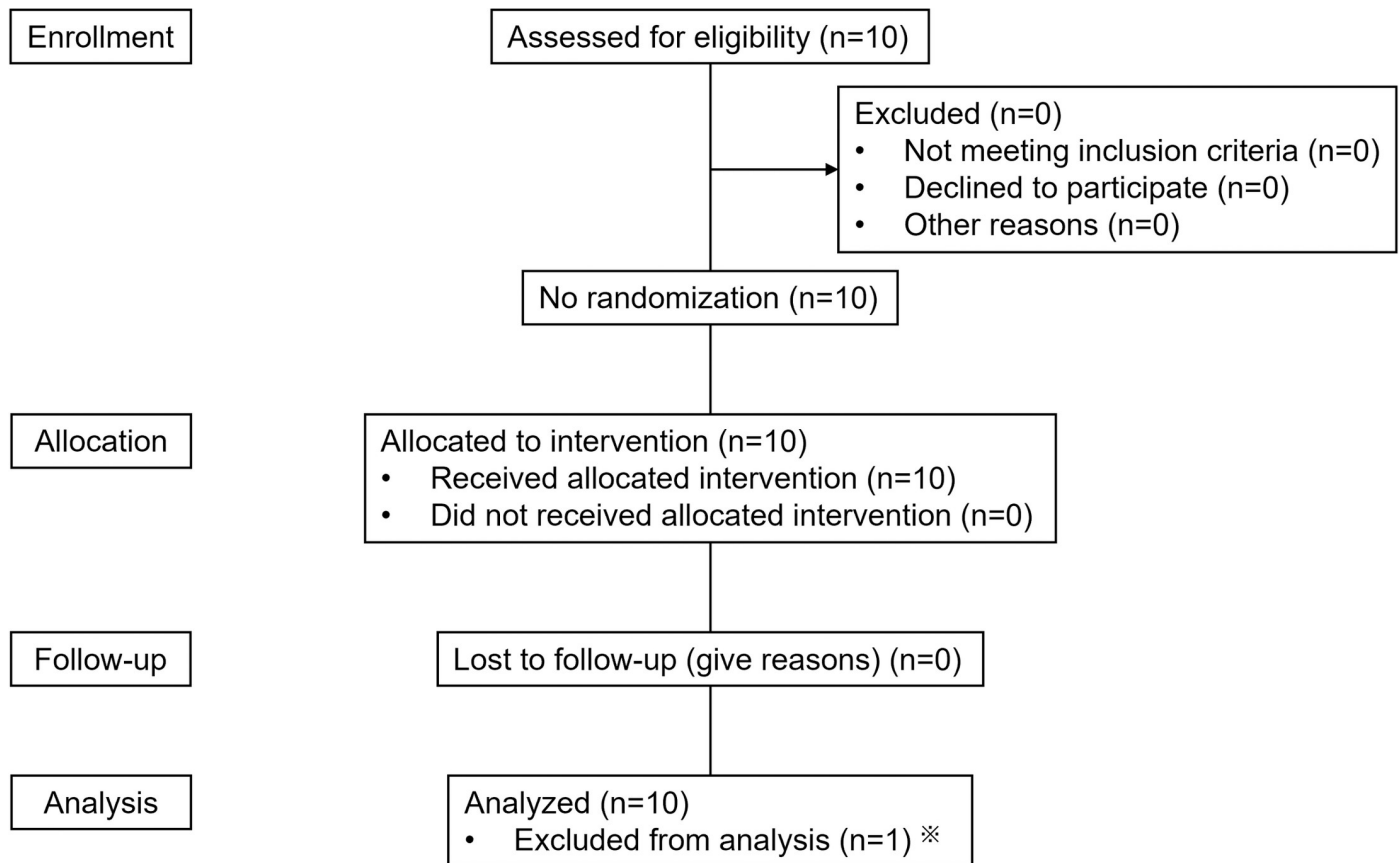 Enrollment
Assessed for eligibility (n=10)
Excluded (n=0)
• Not meeting inclusion criteria (n=0)
• Declined to participate (n=0)
• Other reasons (n=0)
No randomization (n=10)
Allocation
Allocated to intervention (n=10)
• Received allocated intervention (n=10)
• Did not received allocated intervention (n=0)
Follow-up
Lost to follow-up (give reasons) (n=0)
Analysis
Analyzed (n=10)
• Excluded from analysis (n=1) ※